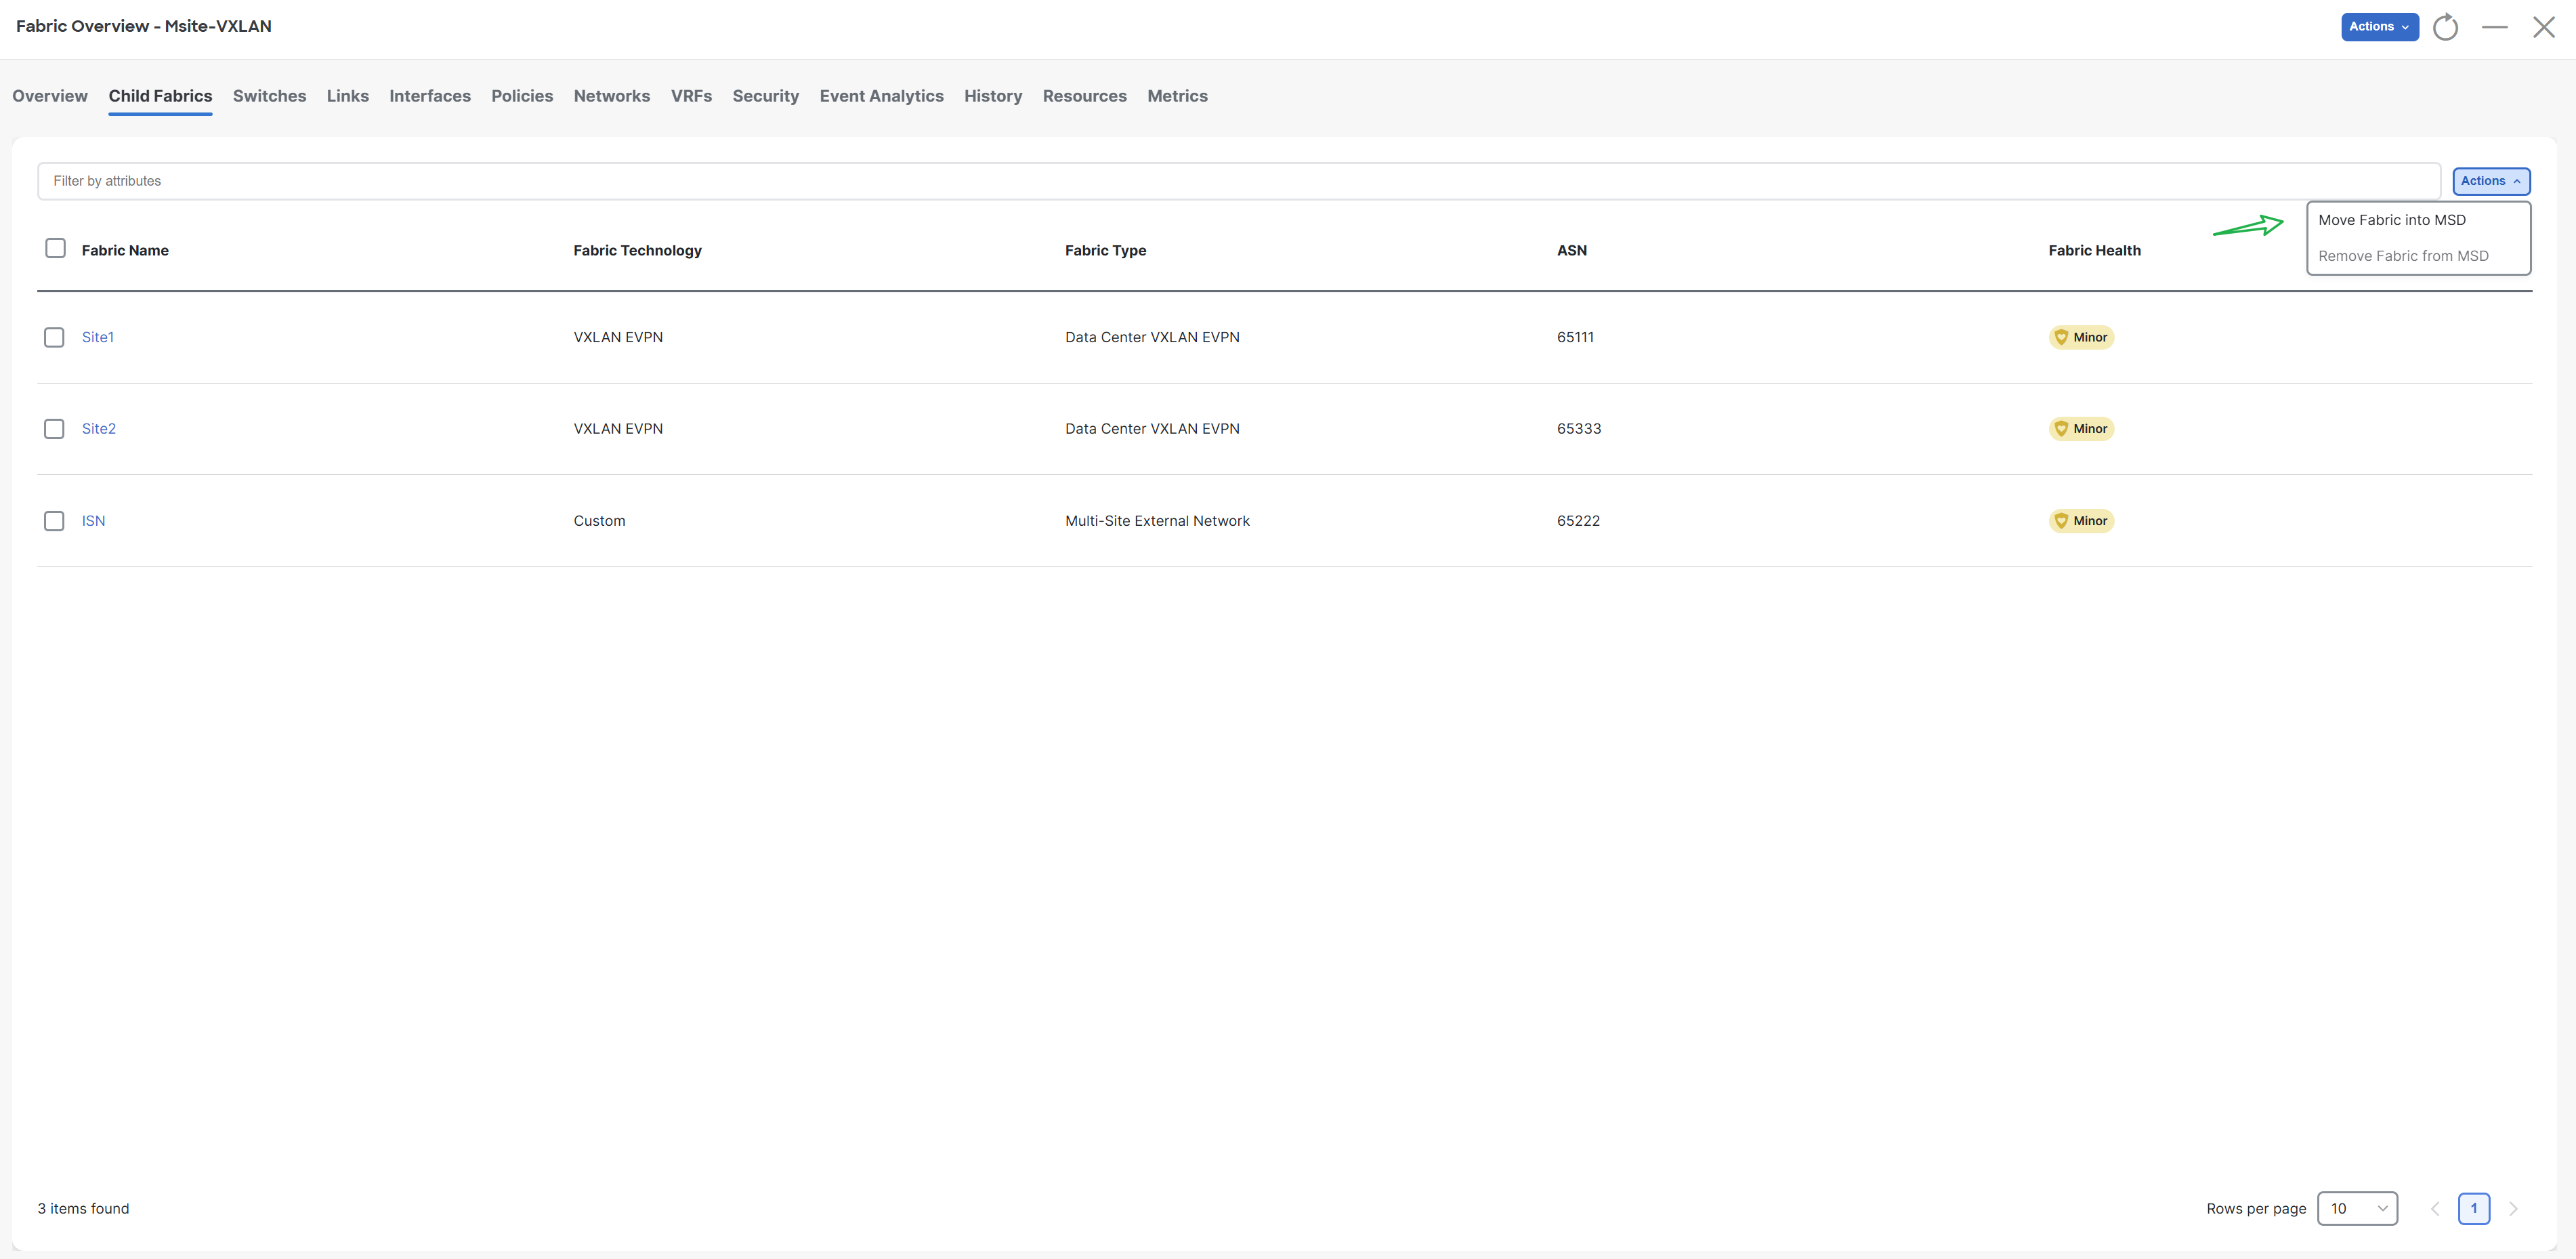 Fabric Overview - Msite-VXLAN
Actions
Overview Child Fabrics Switches Links Interfaces Policies Networks VRFs Security Event Analytics History Resources Metrics
Filter by attributes
Actions
Move Fabric into MSD
Remove Fabric from MSD
Fabric Name Fabric Technology Fabric Type ASN Fabric Health
Site1 VXLAN EVPN Data Center VXLAN EVPN 65111 Minor
Site2 VXLAN EVPN Data Center VXLAN EVPN 65333 Minor
ISN Custom Multi-Site External Network 65222 Minor
3 items found
Rows per page 10 1